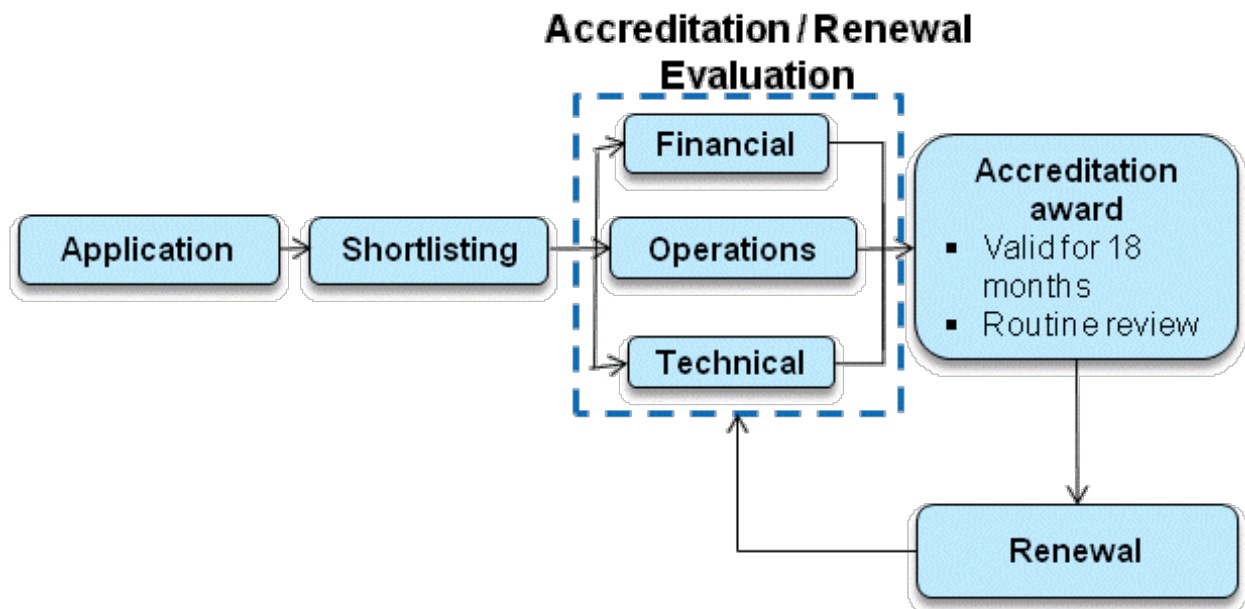 Accreditation / Renewal
Evaluation
Application
Shortlisting
Financial
Operations
Technical
Accreditation
award
▪ Valid for 18
months
▪ Routine review
Renewal